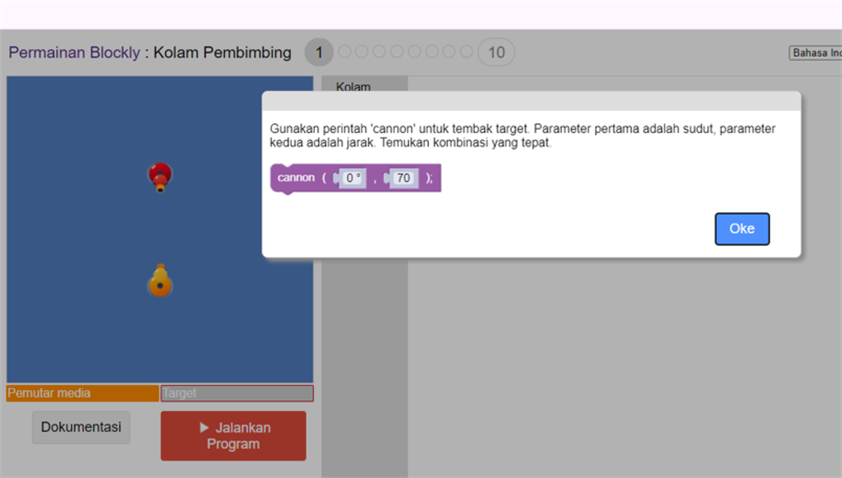 Permainan Blockly : Kolam Pembimbing 1 10
Bahasa Ind
Kolam
Gunakan perintah 'cannon' untuk tembak target. Parameter pertama adalah sudut, parameter
kedua adalah jarak. Temukan kombinasi yang tepat.
cannon ( 0° , 70 );
Oke
Pemutar media
Target
Dokumentasi
Jalankan
Program